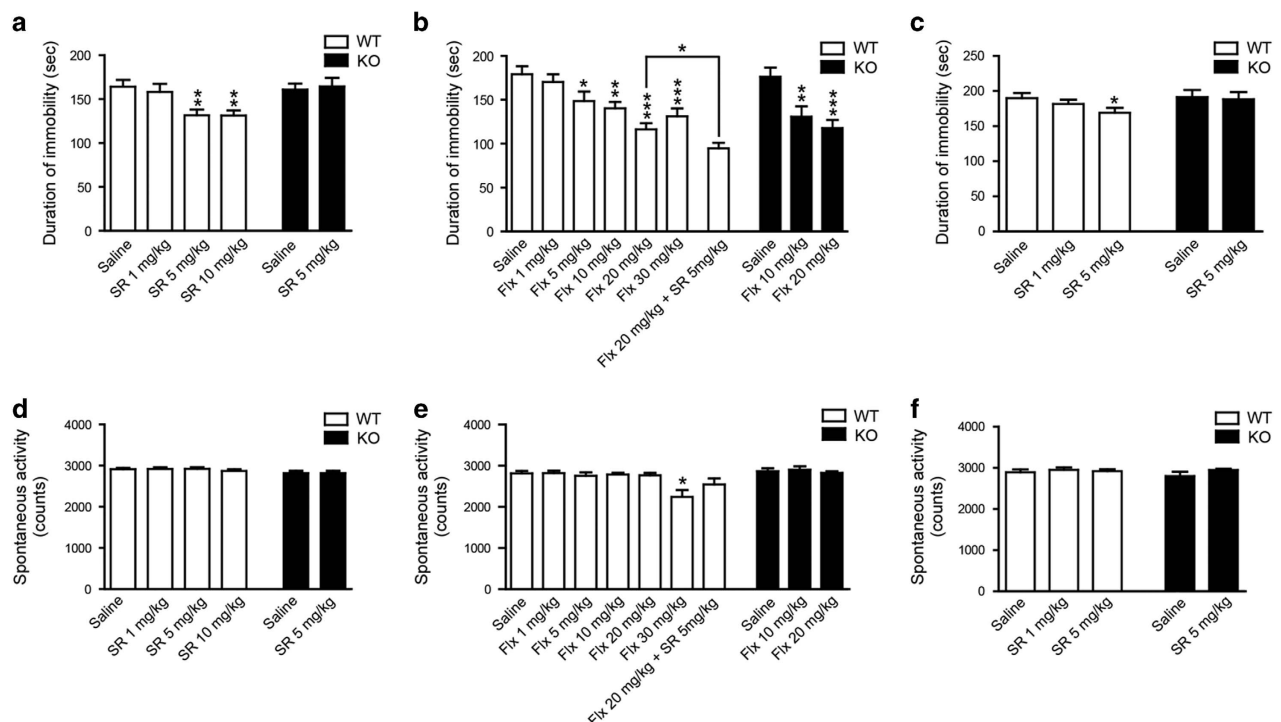 a
Duration of immobility (sec)
200
150
100
50
0
**
**
WT
KO
Saline
SR 1 mg/kg
SR 5 mg/kg
SR 10 mg/kg
Saline
SR 5 mg/kg
b
Duration of immobility (sec)
200
150
100
50
0
*
**
***
***
*
**
***
WT
KO
Saline
Flx 1 mg/kg
Flx 5 mg/kg
Flx 10 mg/kg
Flx 20 mg/kg
Flx 30 mg/kg
Flx 20 mg/kg + SR 5mg/kg
Saline
Flx 10 mg/kg
Flx 20 mg/kg
c
Duration of immobility (sec)
250
200
150
100
50
0
*
WT
KO
Saline
SR 1 mg/kg
SR 5 mg/kg
Saline
SR 5 mg/kg
d
Spontaneous activity
(counts)
4000
3000
2000
1000
0
WT
KO
Saline
SR 1 mg/kg
SR 5 mg/kg
SR 10 mg/kg
Saline
SR 5 mg/kg
e
Spontaneous activity
(counts)
4000
3000
2000
1000
0
*
WT
KO
Saline
Flx 1 mg/kg
Flx 5 mg/kg
Flx 10 mg/kg
Flx 20 mg/kg
Flx 30 mg/kg
Flx 20 mg/kg + SR 5mg/kg
Saline
Flx 10 mg/kg
Flx 20 mg/kg
f
Spontaneous activity
(counts)
4000
3000
2000
1000
0
WT
KO
Saline
SR 1 mg/kg
SR 5 mg/kg
Saline
SR 5 mg/kg